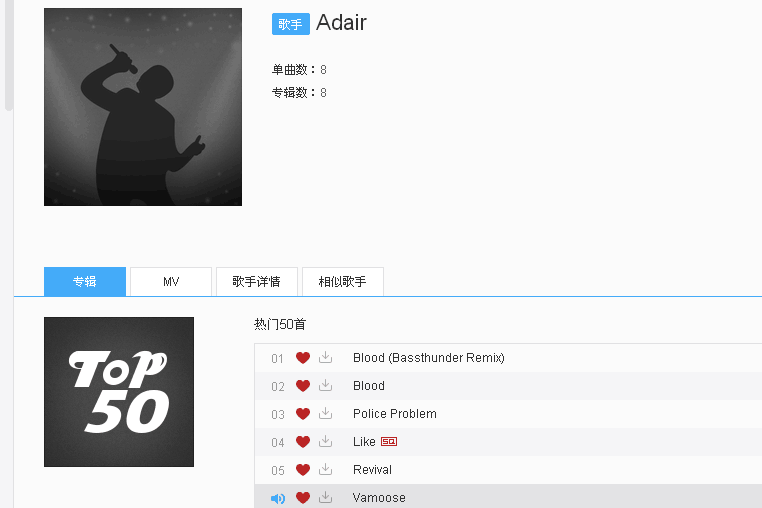 歌手 Adair
单曲数：8
专辑数：8
专辑 MV 歌手详情 相似歌手
Top
50
热门50首
01 Blood (Bassthunder Remix)
02 Blood
03 Police Problem
04 Like SQ
05 Revival
Vamoose